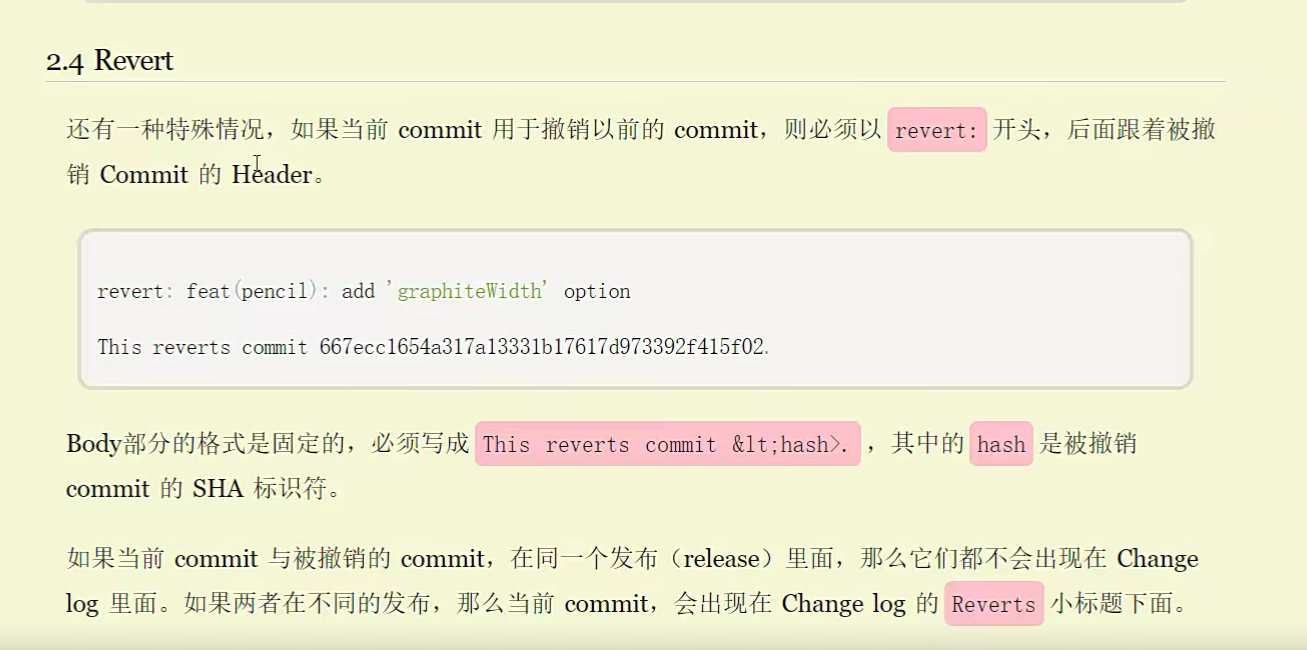 2.4 Revert
还有一种特殊情况，如果当前 commit 用于撤销以前的 commit，则必须以 revert: 开头，后面跟着被撤
销 Commit 的 Header。
revert: feat(pencil): add 'graphiteWidth' option
This reverts commit 667ecc1654a317a13331b17617d973392f415f02.
Body部分的格式是固定的，必须写成 This reverts commit &lt;hash>. ，其中的 hash 是被撤销
commit 的 SHA 标识符。
如果当前 commit 与被撤销的 commit，在同一个发布（release）里面，那么它们都不会出现在 Change
log 里面。如果两者在不同的发布，那么当前 commit，会出现在 Change log 的 Reverts 小标题下面。